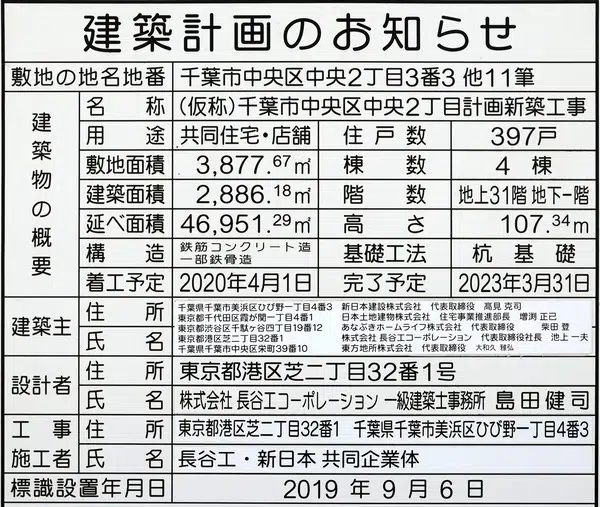 建築計画のお知らせ
敷地の地名地番 千葉市中央区中央2丁目3番3 他11筆
建築物の概要
名称 (仮称)千葉市中央区中央2丁目計画新築工事
用途 共同住宅・店舗 住戸数 397戸
敷地面積 3,877.67㎡ 棟数 4棟
建築面積 2,886.18㎡ 階数 地上31階 地下一階
延べ面積 46,951.29㎡ 高さ 107.34m
構造 鉄筋コンクリート造 基礎工法 杭基礎
一部鉄骨造
着工予定 2020年4月1日 完了予定 2023年3月31日
建築主 住所 氏名
千葉県千葉市美浜区ひび野一丁目4番3 新日本建設株式会社 代表取締役 高見 克司
東京都千代田区霞が関一丁目4番1 日本土地建物株式会社 住宅事業推進部長 増渕 正己
東京都渋谷区千駄ヶ谷四丁目19番12 あなぶきホームライフ株式会社 代表取締役 柴田 登
東京都港区芝二丁目32番1 株式会社 長谷工コーポレーション 代表取締役社長 池上 一夫
千葉県千葉市中央区栄町39番10 東方地所株式会社 代表取締役 大和久 雅弘
設計者 住所 東京都港区芝二丁目32番1号
氏名 株式会社 長谷工コーポレーション 一級建築士事務所 島田健司
工事施工者 住所 東京都港区芝二丁目32番1 千葉県千葉市美浜区ひび野一丁目4番3
氏名 長谷工・新日本 共同企業体
標識設置年月日 2019年9月6日